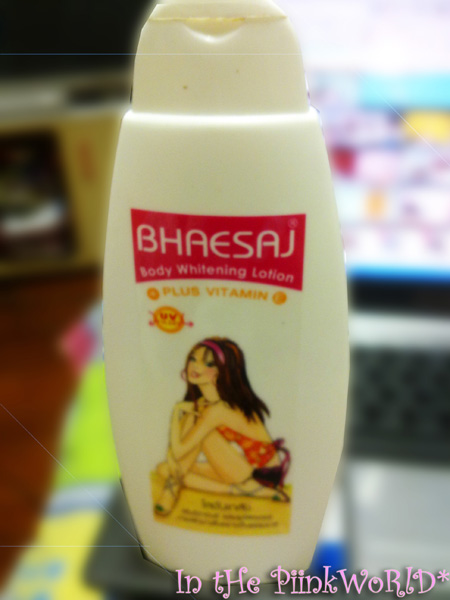 BHAESAJ®
Body Whitening Lotion
PLUS VITAMIN E
UV
In tHe PiinkWoRlD*